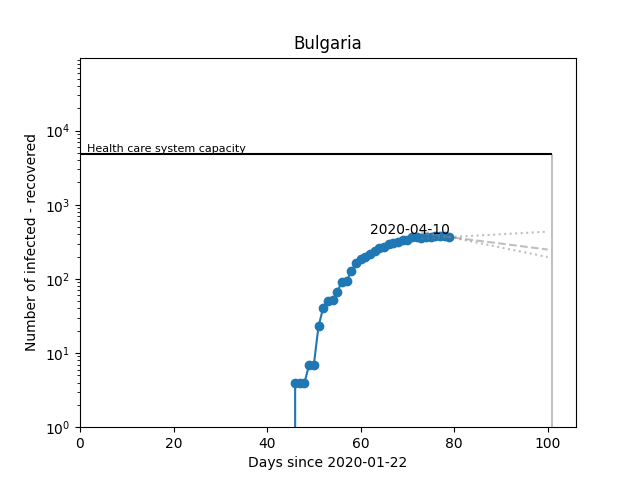 Bulgaria
Number of infected - recovered
10^4
10^3
10^2
10^1
10^0
Health care system capacity
2020-04-10
0 20 40 60 80 100
Days since 2020-01-22